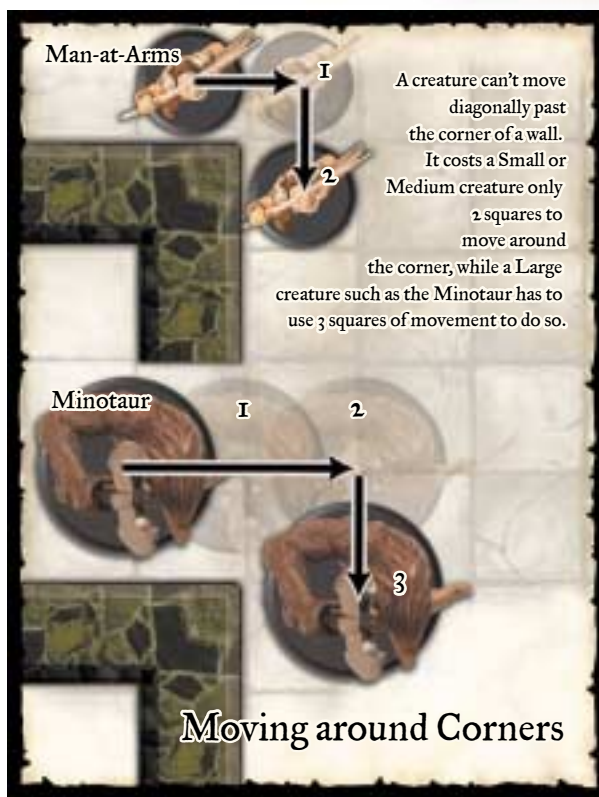 Man-at-Arms
1
2
A creature can't move
diagonally past
the corner of a wall.
It costs a Small or
Medium creature only
2 squares to
move around
the corner, while a Large
creature such as the Minotaur has to
use 3 squares of movement to do so.
Minotaur
1
2
3
Moving around Corners